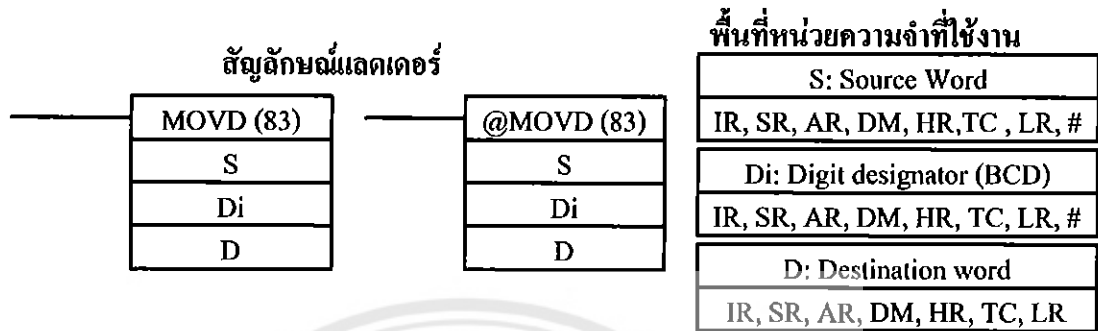 สัญลักษณ์แลดเดอร์
MOVD (83)
S
Di
D
@MOVD (83)
S
Di
D
พื้นที่หน่วยความจำที่ใช้งาน
S: Source Word
IR, SR, AR, DM, HR,TC , LR, #
Di: Digit designator (BCD)
IR, SR, AR, DM, HR, TC, LR, #
D: Destination word
IR, SR, AR, DM, HR, TC, LR